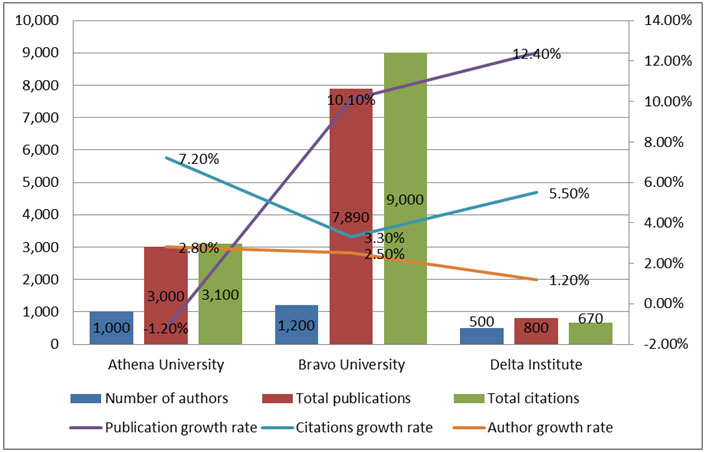 10,000 14.00%
9,000 12.40% 12.00%
8,000 10.10% 10.00%
7,000
6,000 7.20% 8.00%
5,000 6.00%
9,000 5.50%
4,000 7,890 3.30% 4.00%
3,000 2.80% 2.50% 2.00%
2,000 3,000 3,100 1.20%
1,000 0.00%
1,000 -1.20% 1,200 500 800 670
0 -2.00%
Athena University Bravo University Delta Institute
Number of authors Total publications Total citations
Publication growth rate Citations growth rate Author growth rate